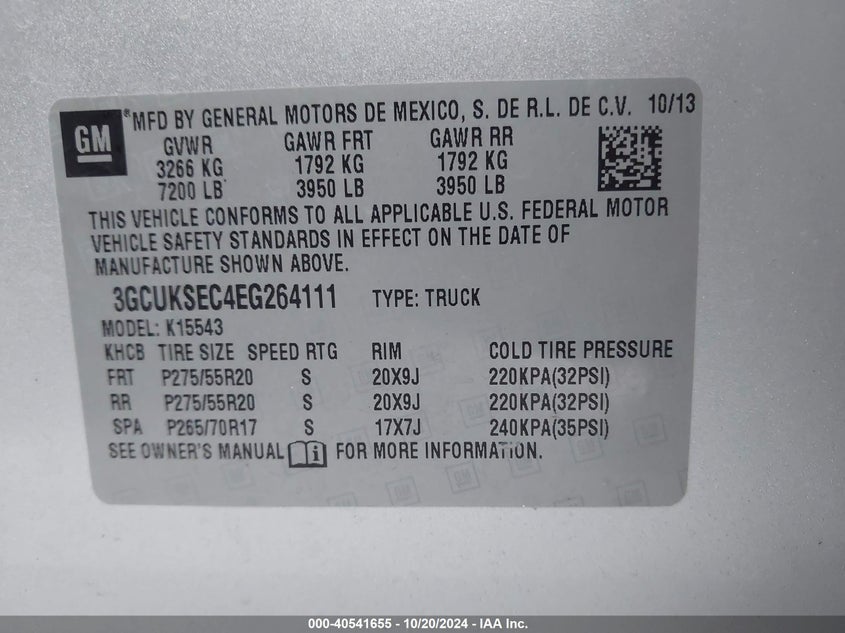 GM ®MFD BY GENERAL MOTORS DE MEXICO, S. DE R.L. DE C.V. 10/13
GVWR GAWR FRT GAWR RR
3266 KG 1792 KG 1792 KG
7200 LB 3950 LB 3950 LB
THIS VEHICLE CONFORMS TO ALL APPLICABLE U.S. FEDERAL MOTOR
VEHICLE SAFETY STANDARDS IN EFFECT ON THE DATE OF
MANUFACTURE SHOWN ABOVE.
3GCUKSEC4EG264111 TYPE: TRUCK
MODEL: K15543
KHCB TIRE SIZE SPEED RTG RIM COLD TIRE PRESSURE
FRT P275/55R20 S 20X9J 220KPA(32PSI)
RR P275/55R20 S 20X9J 220KPA(32PSI)
SPA P265/70R17 S 17X7J 240KPA(35PSI)
SEE OWNER'S MANUAL i FOR MORE INFORMATION.
000-40541655 - 10/20/2024 - IAA Inc.